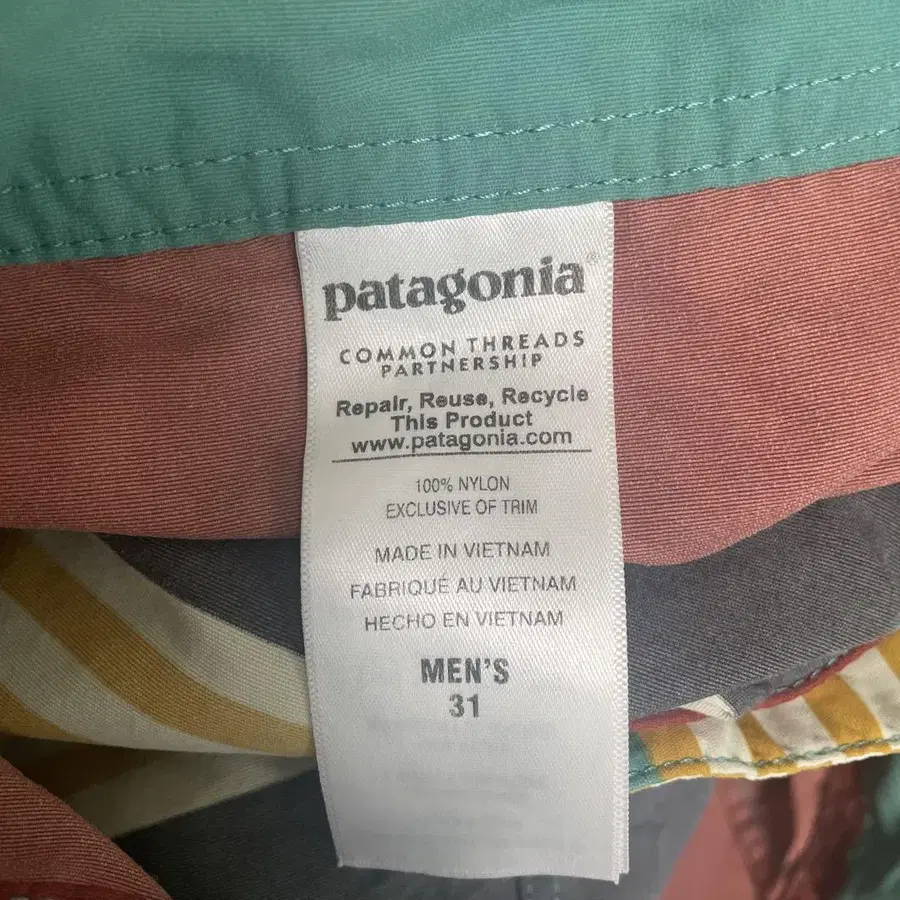 patagonia®
COMMON THREADS
PARTNERSHIP
Repair, Reuse, Recycle
This Product
www.patagonia.com
100% NYLON
EXCLUSIVE OF TRIM
MADE IN VIETNAM
FABRIQUÉ AU VIETNAM
HECHO EN VIETNAM
MEN'S
31